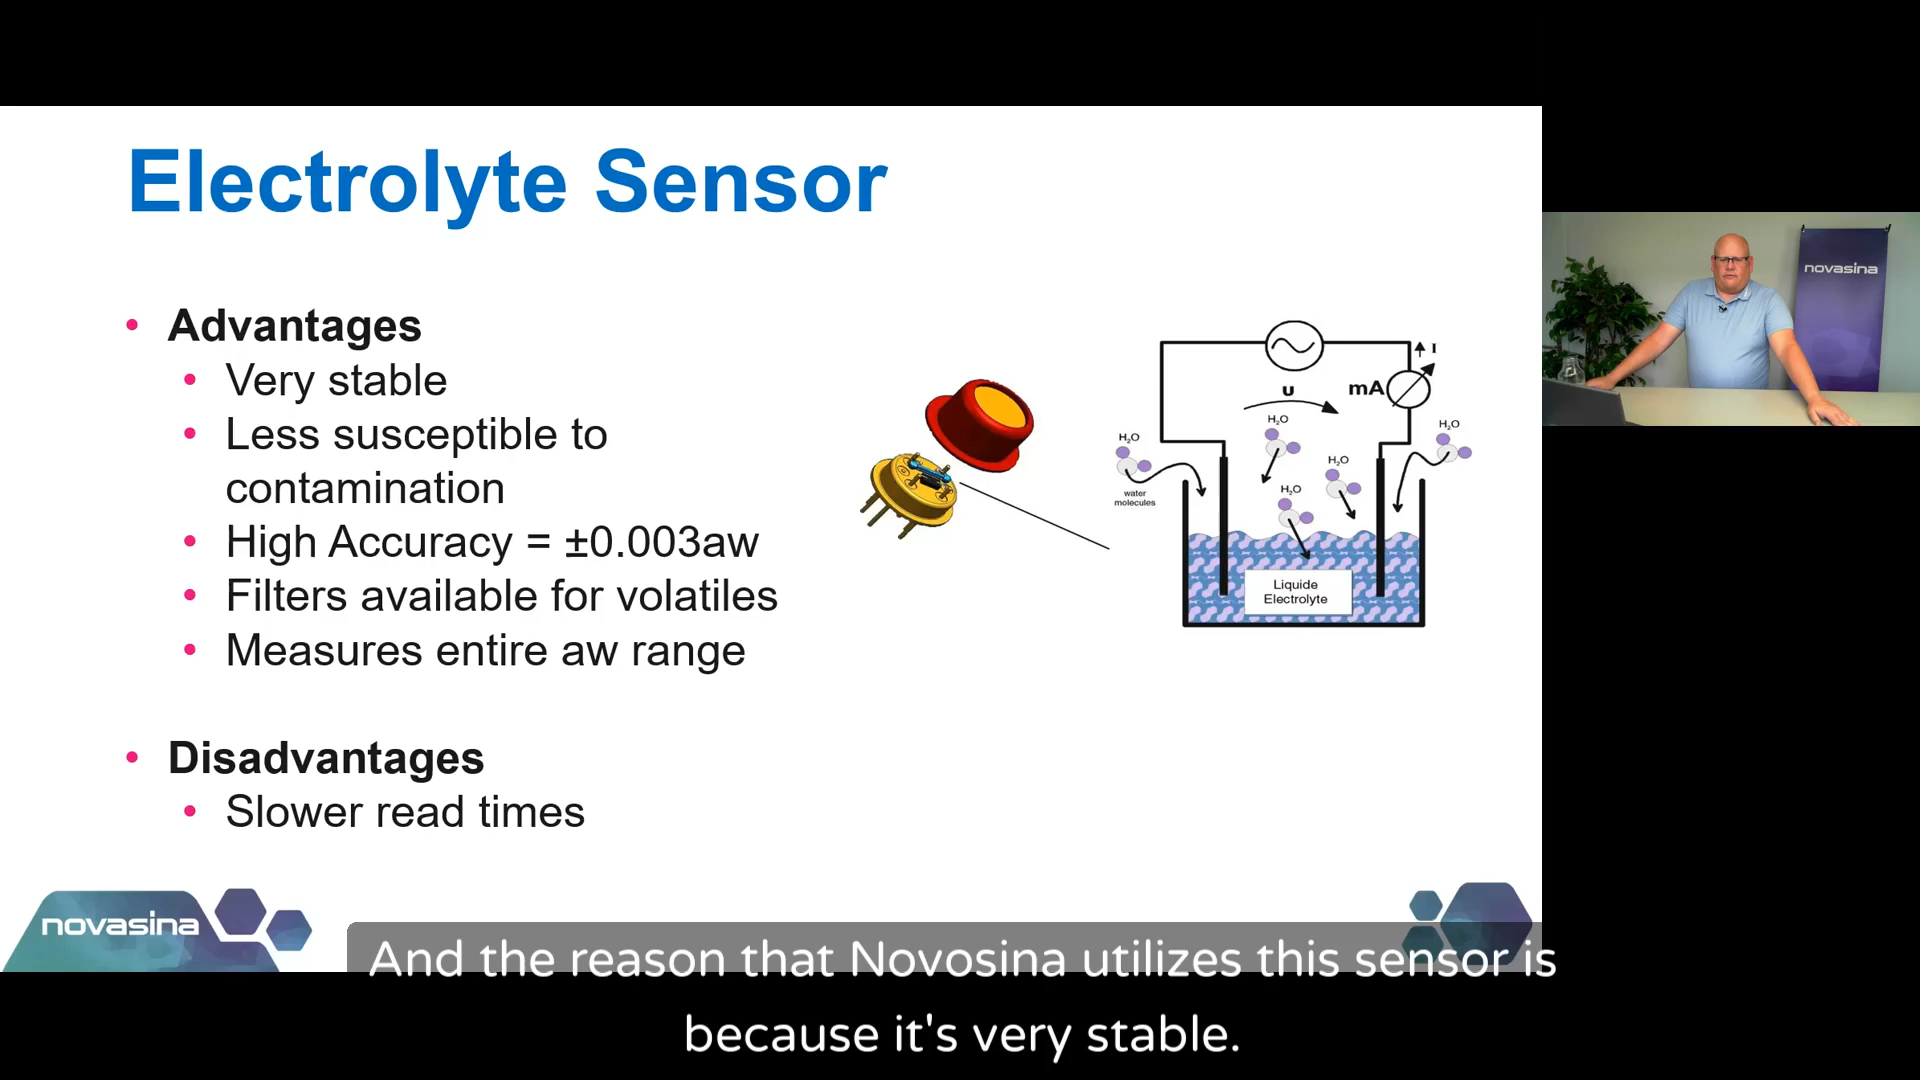 Electrolyte Sensor
• Advantages
• Very stable
• Less susceptible to
contamination
• High Accuracy = ±0.003aw
• Filters available for volatiles
• Measures entire aw range
• Disadvantages
• Slower read times
I
U
mA
H₂O
H₂O
H₂O
H₂O
H₂O
water
molecules
Liquide
Electrolyte
novasina
novasina
And the reason that Novosina utilizes this sensor is
because it's very stable.